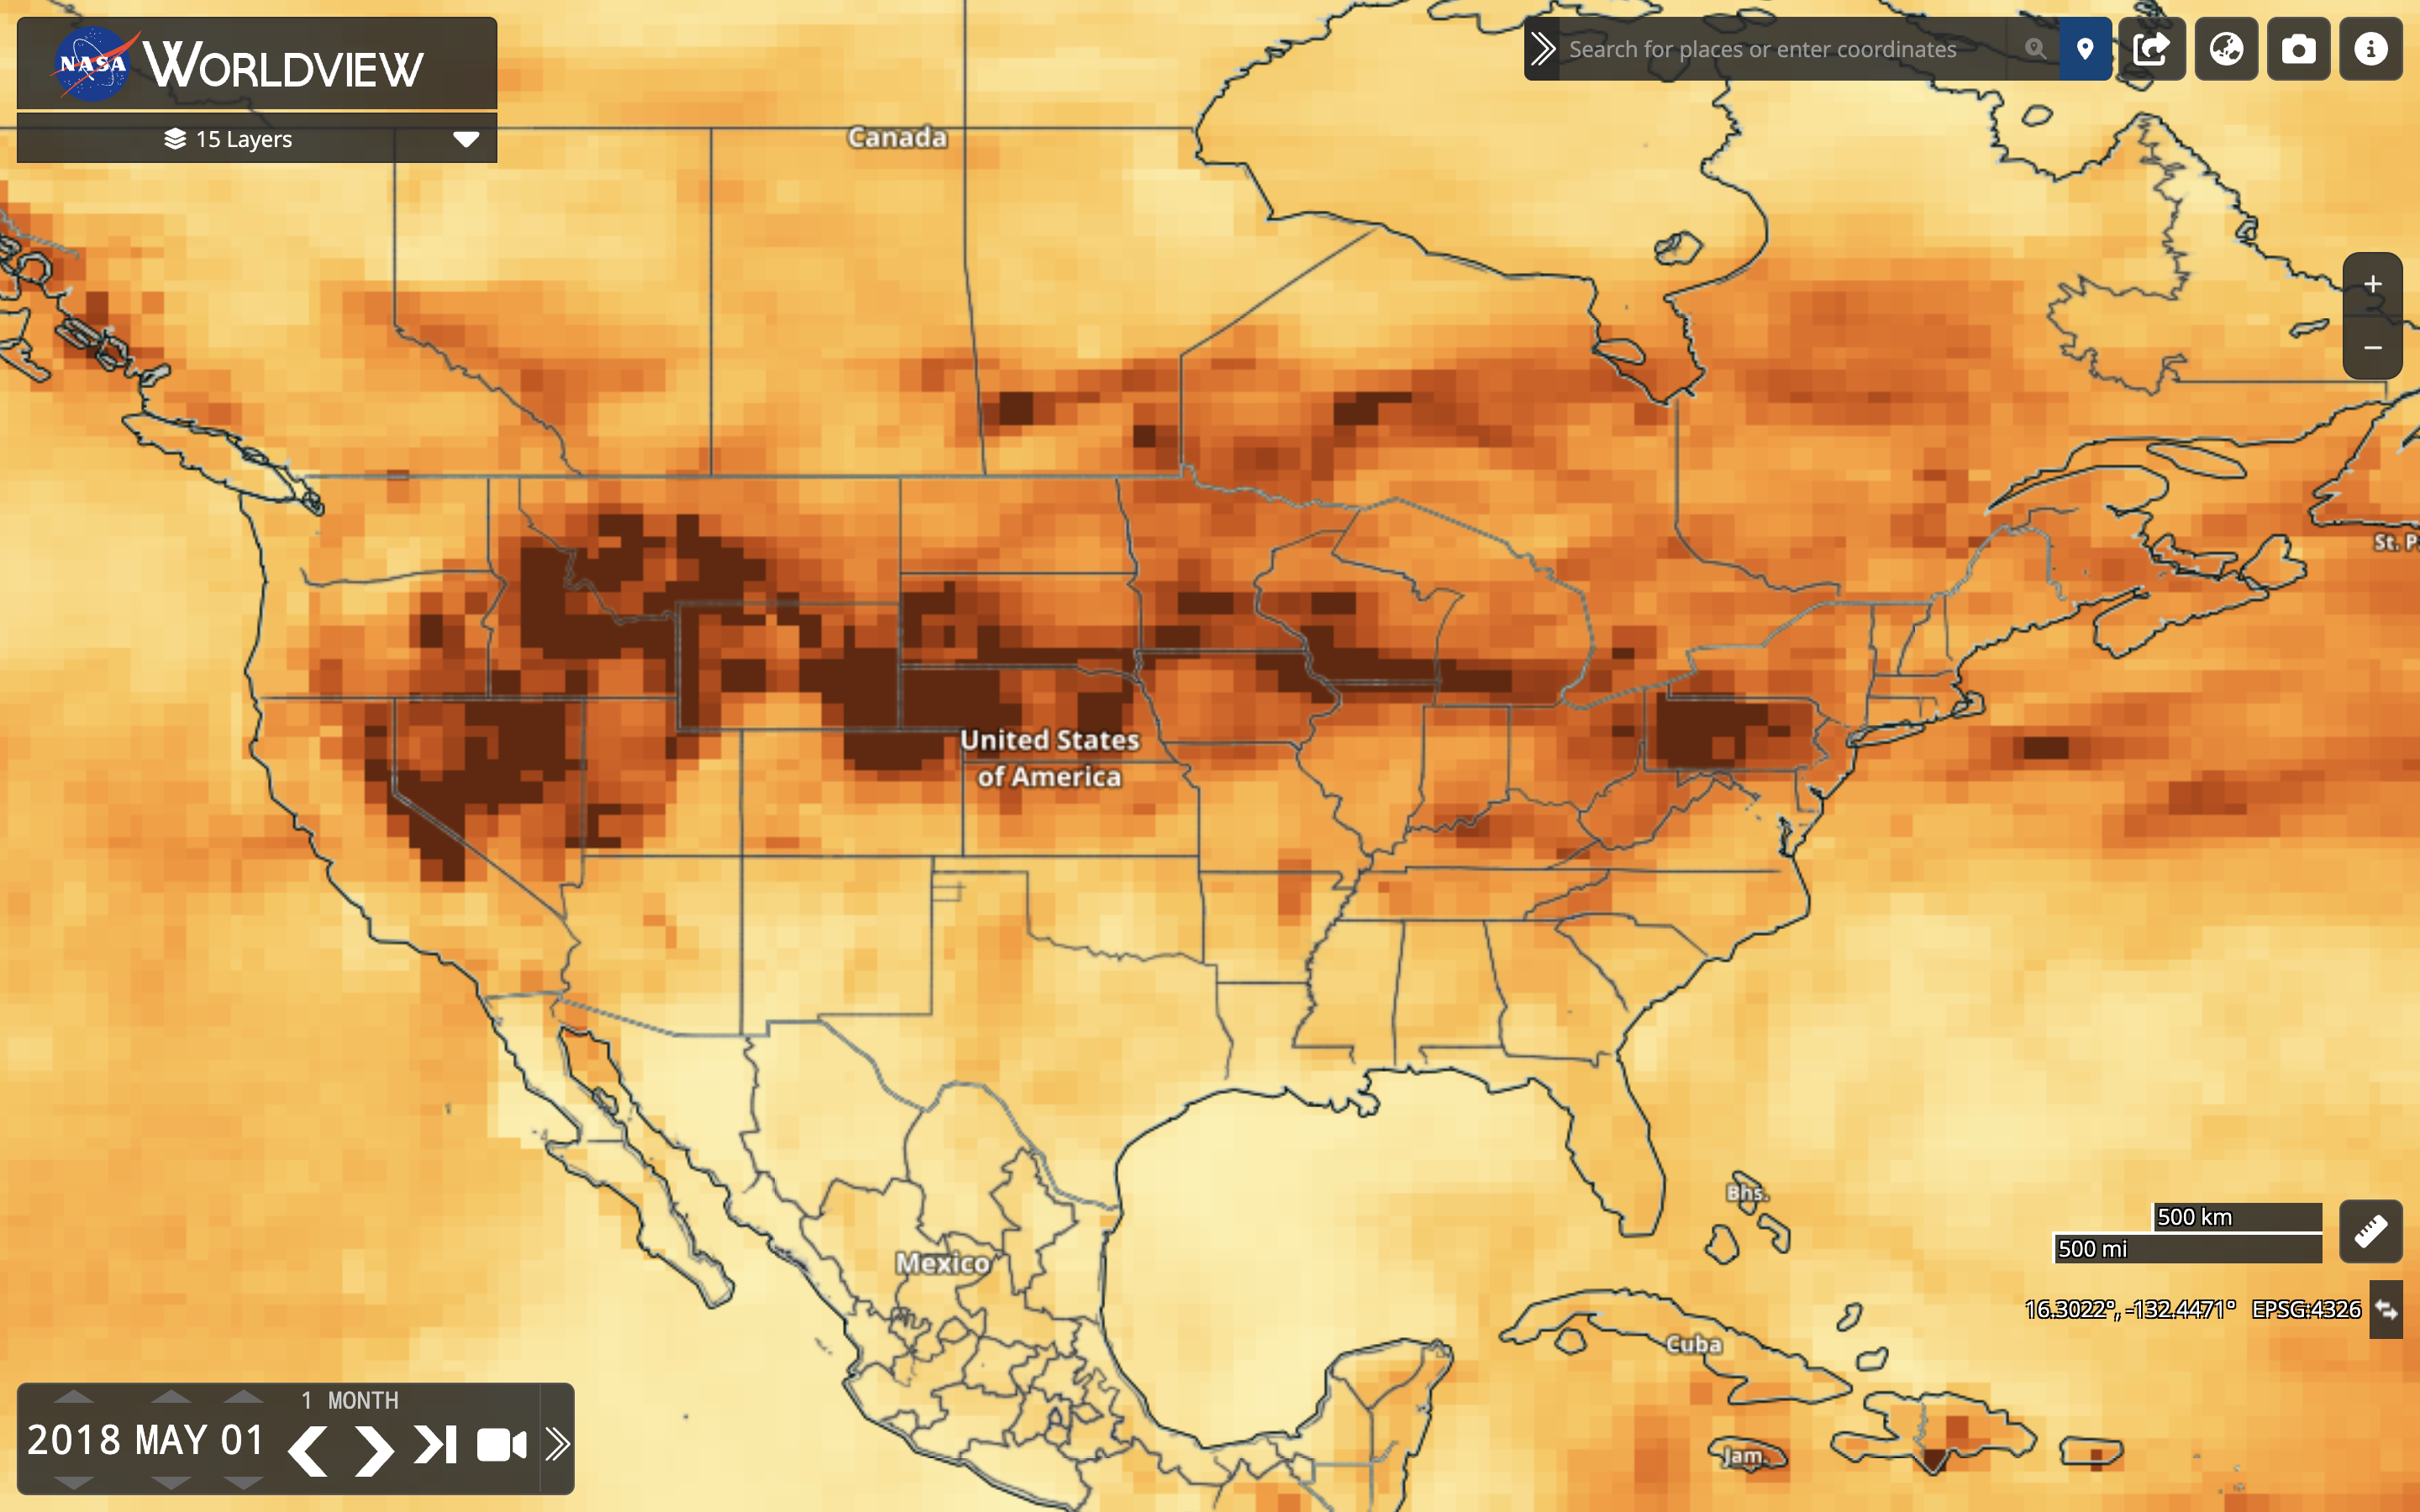 NASA WORLDVIEW
Search for places or enter coordinates
15 Layers
Canada
St. P.
United States
of America
Bhs.
500 km
500 mi
Mexico
16.3022°, -132.4471° EPSG:4326
Cuba
Jam.
1 MONTH
2018 MAY 01